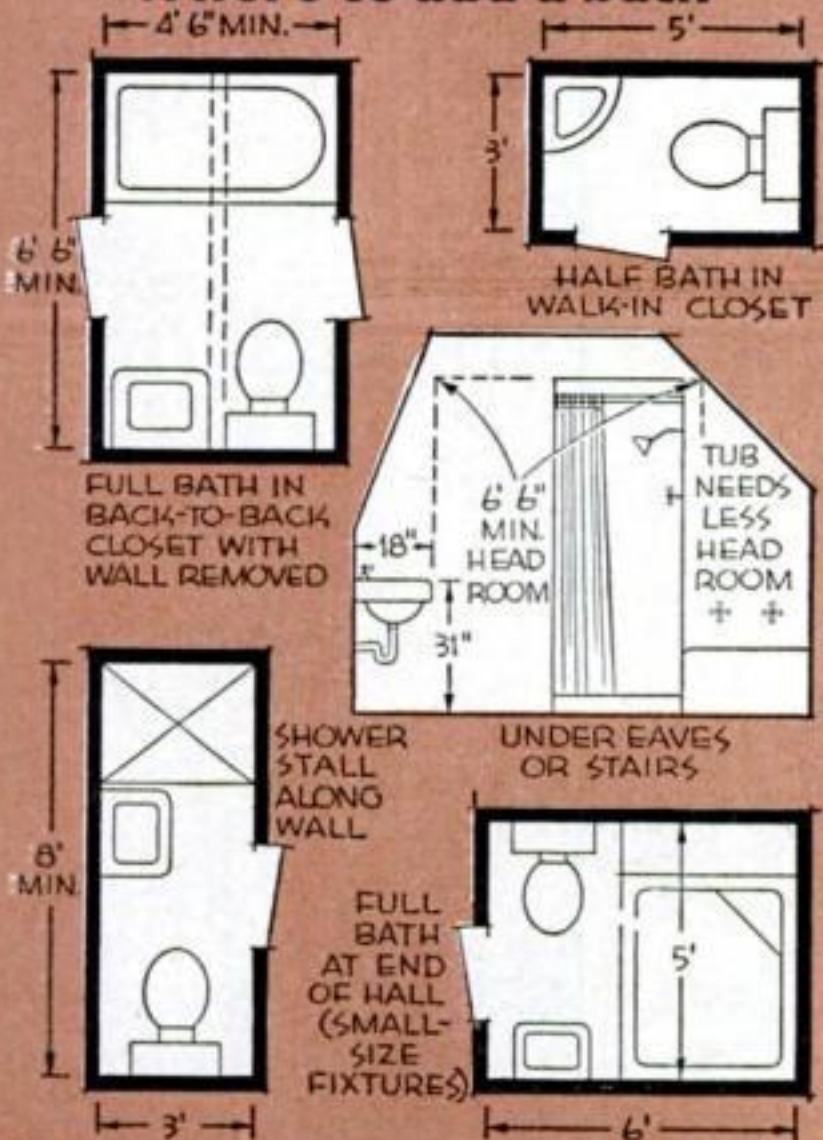 4' 6" MIN.
6' 6"
MIN.
FULL BATH IN
BACK-TO-BACK
CLOSET WITH
WALL REMOVED
5'
3'
HALF BATH IN
WALK-IN CLOSET
6' 6"
MIN.
HEAD
ROOM
TUB
NEEDS
LESS
HEAD
ROOM
18"
31"
UNDER EAVES
OR STAIRS
8'
MIN.
SHOWER
STALL
ALONG
WALL
3'
FULL
BATH
AT END
OF HALL
(SMALL-
SIZE
FIXTURES)
5'
6'